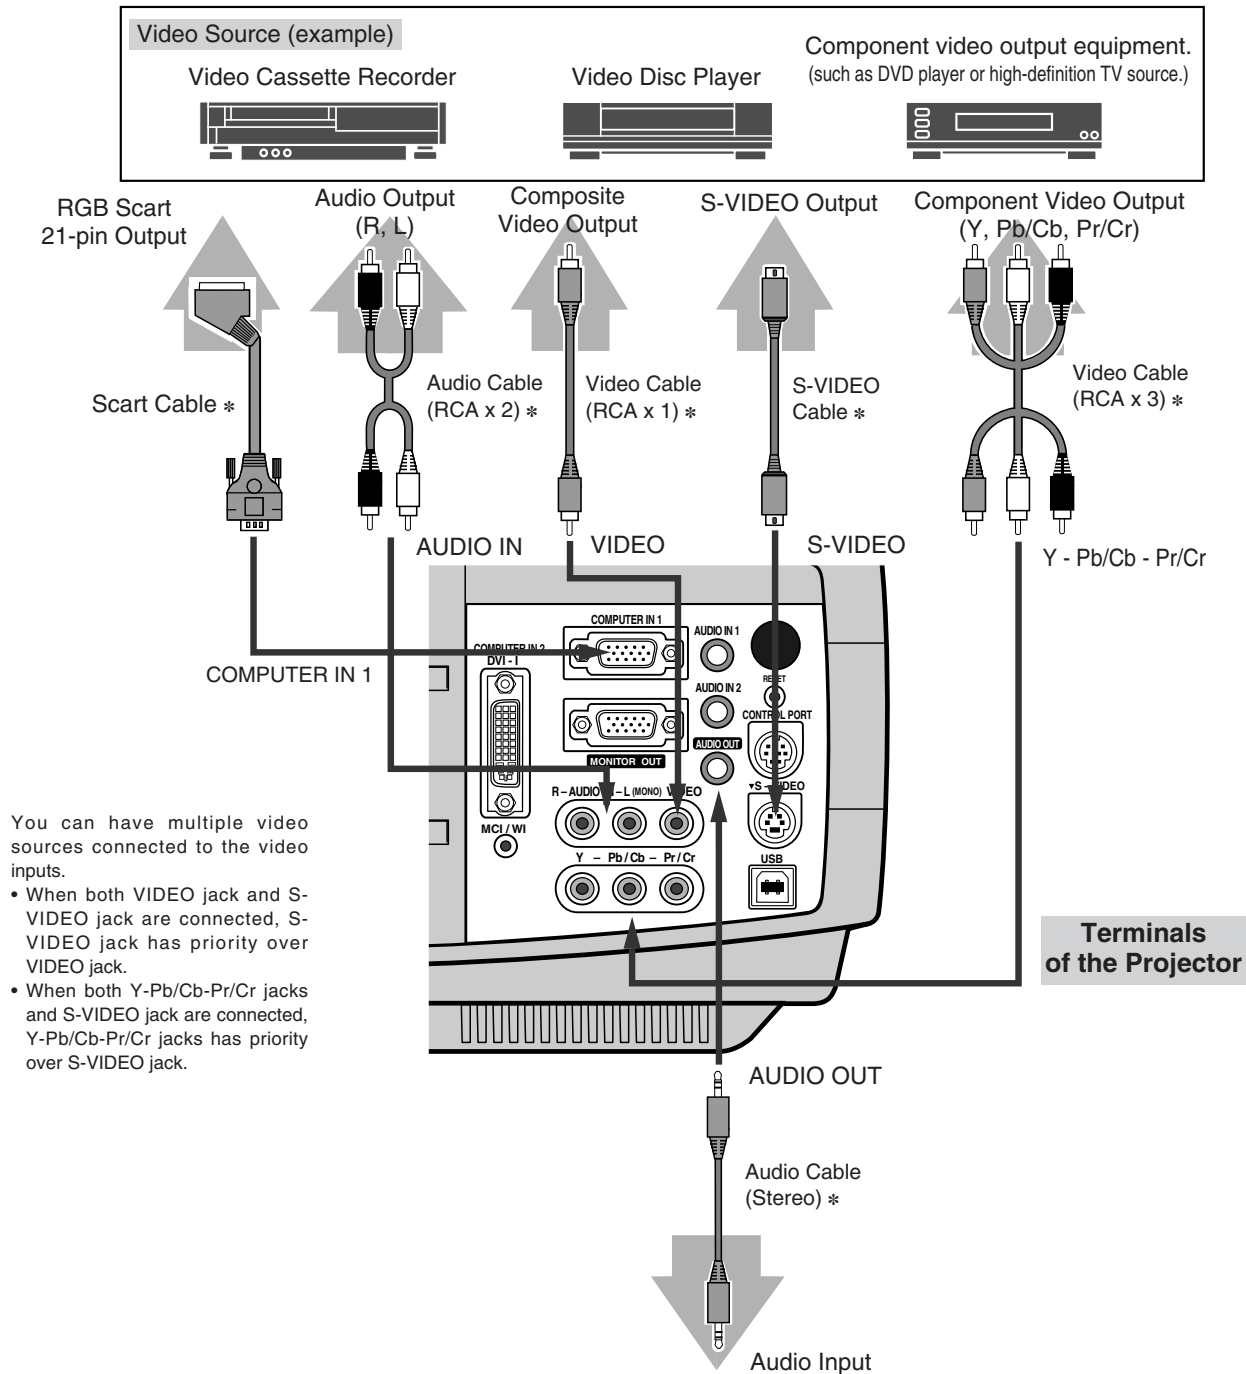 Video Source (example)
Video Cassette Recorder
Video Disc Player
Component video output equipment.
(such as DVD player or high-definition TV source.)
RGB Scart
21-pin Output
Audio Output
(R, L)
Composite
Video Output
S-VIDEO Output
Component Video Output
(Y, Pb/Cb, Pr/Cr)
Scart Cable *
Audio Cable
(RCA x 2) *
Video Cable
(RCA x 1) *
S-VIDEO
Cable *
Video Cable
(RCA x 3) *
AUDIO IN
VIDEO
S-VIDEO
Y - Pb/Cb - Pr/Cr
COMPUTER IN 1
COMPUTER IN 1
COMPUTER IN 2
DVI - I
AUDIO IN 1
RESET
AUDIO IN 2
CONTROL PORT
AUDIO OUT
MONITOR OUT
R – AUDIO IN – L (MONO) VIDEO
▼S – VIDEO
MCI / WI
Y – Pb / Cb – Pr / Cr
USB
You can have multiple video
sources connected to the video
inputs.
• When both VIDEO jack and S-
VIDEO jack are connected, S-
VIDEO jack has priority over
VIDEO jack.
• When both Y-Pb/Cb-Pr/Cr jacks
and S-VIDEO jack are connected,
Y-Pb/Cb-Pr/Cr jacks has priority
over S-VIDEO jack.
Terminals
of the Projector
AUDIO OUT
Audio Cable
(Stereo) *
Audio Input